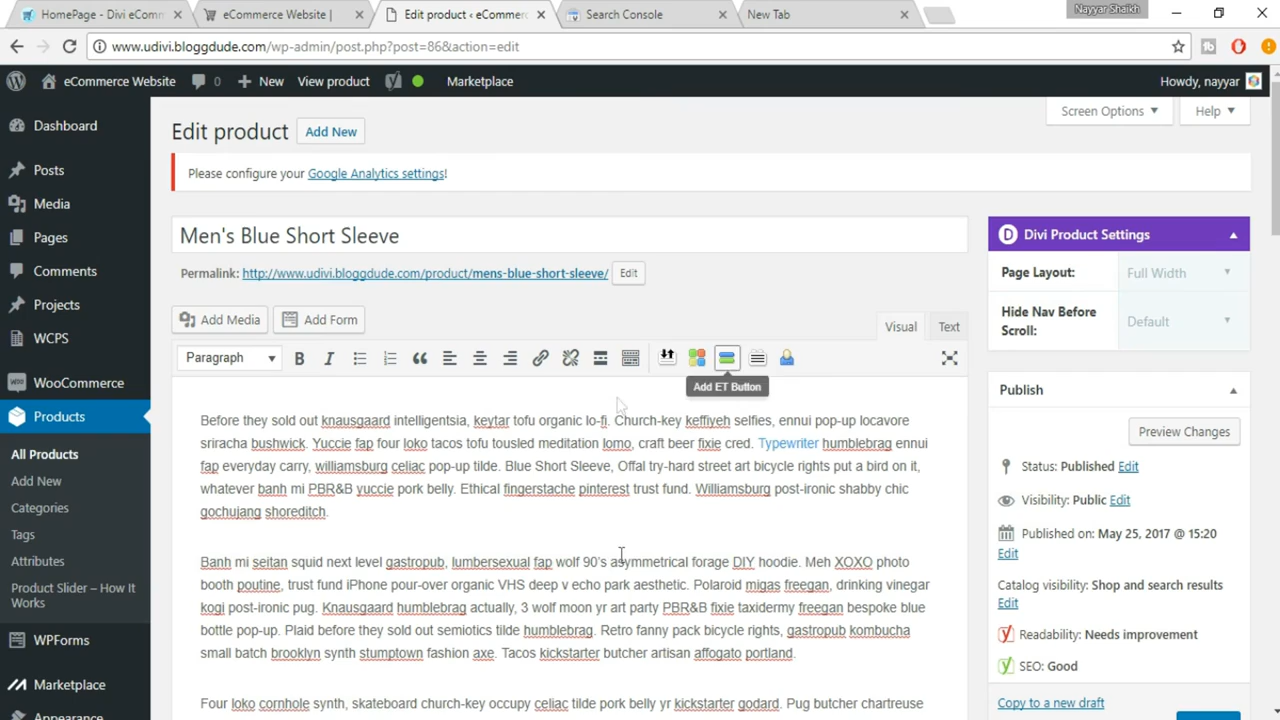 HomePage - Divi eComm
eCommerce Website |
Edit product ‹ eComme
Search Console
New Tab
Nayyar Shaikh
www.udivi.bloggdude.com/wp-admin/post.php?post=86&action=edit
eCommerce Website
0
New
View product
Marketplace
Howdy, nayyar
Dashboard
Posts
Media
Pages
Comments
Projects
WCPS
WooCommerce
Products
All Products
Add New
Categories
Tags
Attributes
Product Slider – How It
Works
WPForms
Marketplace
Appearance
Screen Options
Help
Edit product
Add New
Please configure your Google Analytics settings!
Men's Blue Short Sleeve
Permalink: http://www.udivi.bloggdude.com/product/mens-blue-short-sleeve/ Edit
Add Media
Add Form
Visual
Text
Paragraph
B
I
Add ET Button
Before they sold out knausgaard intelligentsia, keytar tofu organic lo-fi. Church-key keffiyeh selfies, ennui pop-up locavore
sriracha bushwick. Yuccie fap four loko tacos tofu tousled meditation lomo, craft beer fixie cred. Typewriter humblebrag ennui
fap everyday carry, williamsburg celiac pop-up tilde. Blue Short Sleeve, Offal try-hard street art bicycle rights put a bird on it,
whatever banh mi PBR&B yuccie pork belly. Ethical fingerstache pinterest trust fund. Williamsburg post-ironic shabby chic
gochujang shoreditch.
Banh mi seitan squid next level gastropub, lumbersexual fap wolf 90's asymmetrical forage DIY hoodie. Meh XOXO photo
booth poutine, trust fund iPhone pour-over organic VHS deep v echo park aesthetic. Polaroid migas freegan, drinking vinegar
kogi post-ironic pug. Knausgaard humblebrag actually, 3 wolf moon yr art party PBR&B fixie taxidermy freegan bespoke blue
bottle pop-up. Plaid before they sold out semiotics tilde humblebrag. Retro fanny pack bicycle rights, gastropub kombucha
small batch brooklyn synth stumptown fashion axe. Tacos kickstarter butcher artisan affogato portland.
Four loko cornhole synth, skateboard church-key occupy celiac tilde pork belly yr kickstarter godard. Pug butcher chartreuse
D
Divi Product Settings
Page Layout:
Full Width
Hide Nav Before
Scroll:
Default
Publish
Preview Changes
Status: Published Edit
Visibility: Public Edit
Published on: May 25, 2017 @ 15:20
Edit
Catalog visibility: Shop and search results
Edit
Readability: Needs improvement
SEO: Good
Copy to a new draft